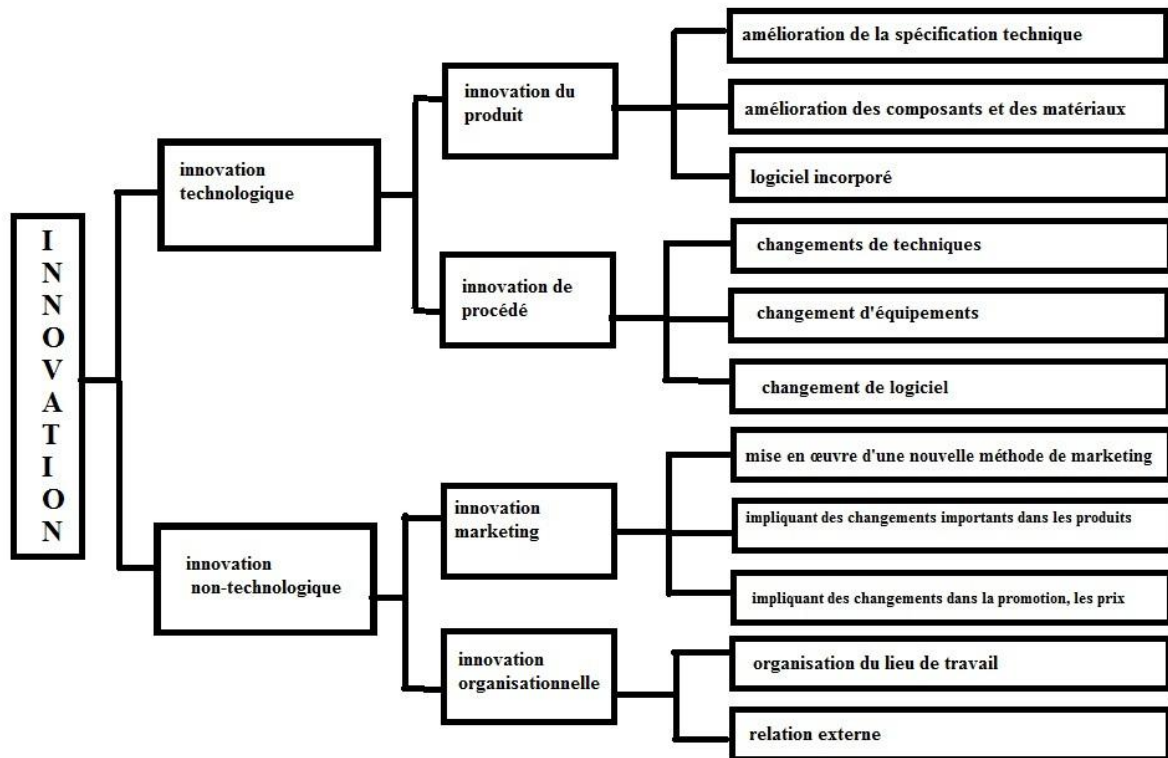 INNOVATION
innovation
technologique
innovation du
produit
amélioration de la spécification technique
amélioration des composants et des matériaux
logiciel incorporé
innovation de
procédé
changements de techniques
changement d'équipements
changement de logiciel
innovation
non-technologique
innovation
marketing
mise en œuvre d'une nouvelle méthode de marketing
impliquant des changements importants dans les produits
impliquant des changements dans la promotion, les prix
innovation
organisationnelle
organisation du lieu de travail
relation externe